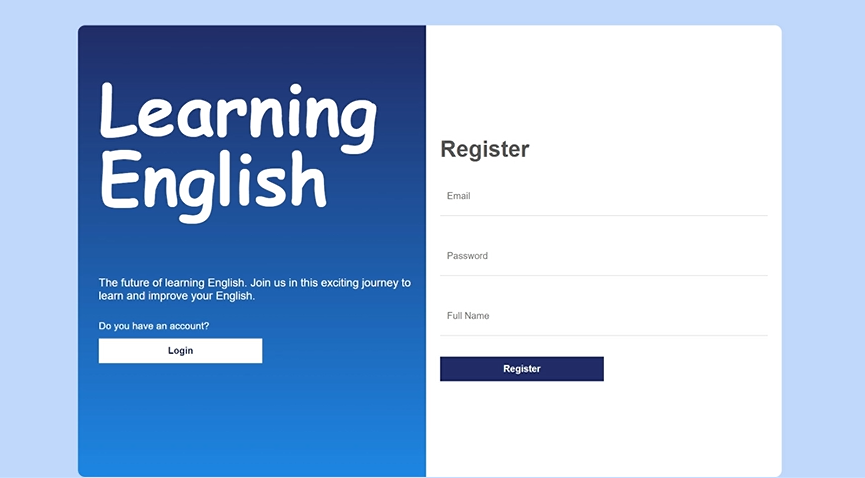 Learning
English
The future of learning English. Join us in this exciting journey to
learn and improve your English.
Do you have an account?
Login
Register
Email
Password
Full Name
Register